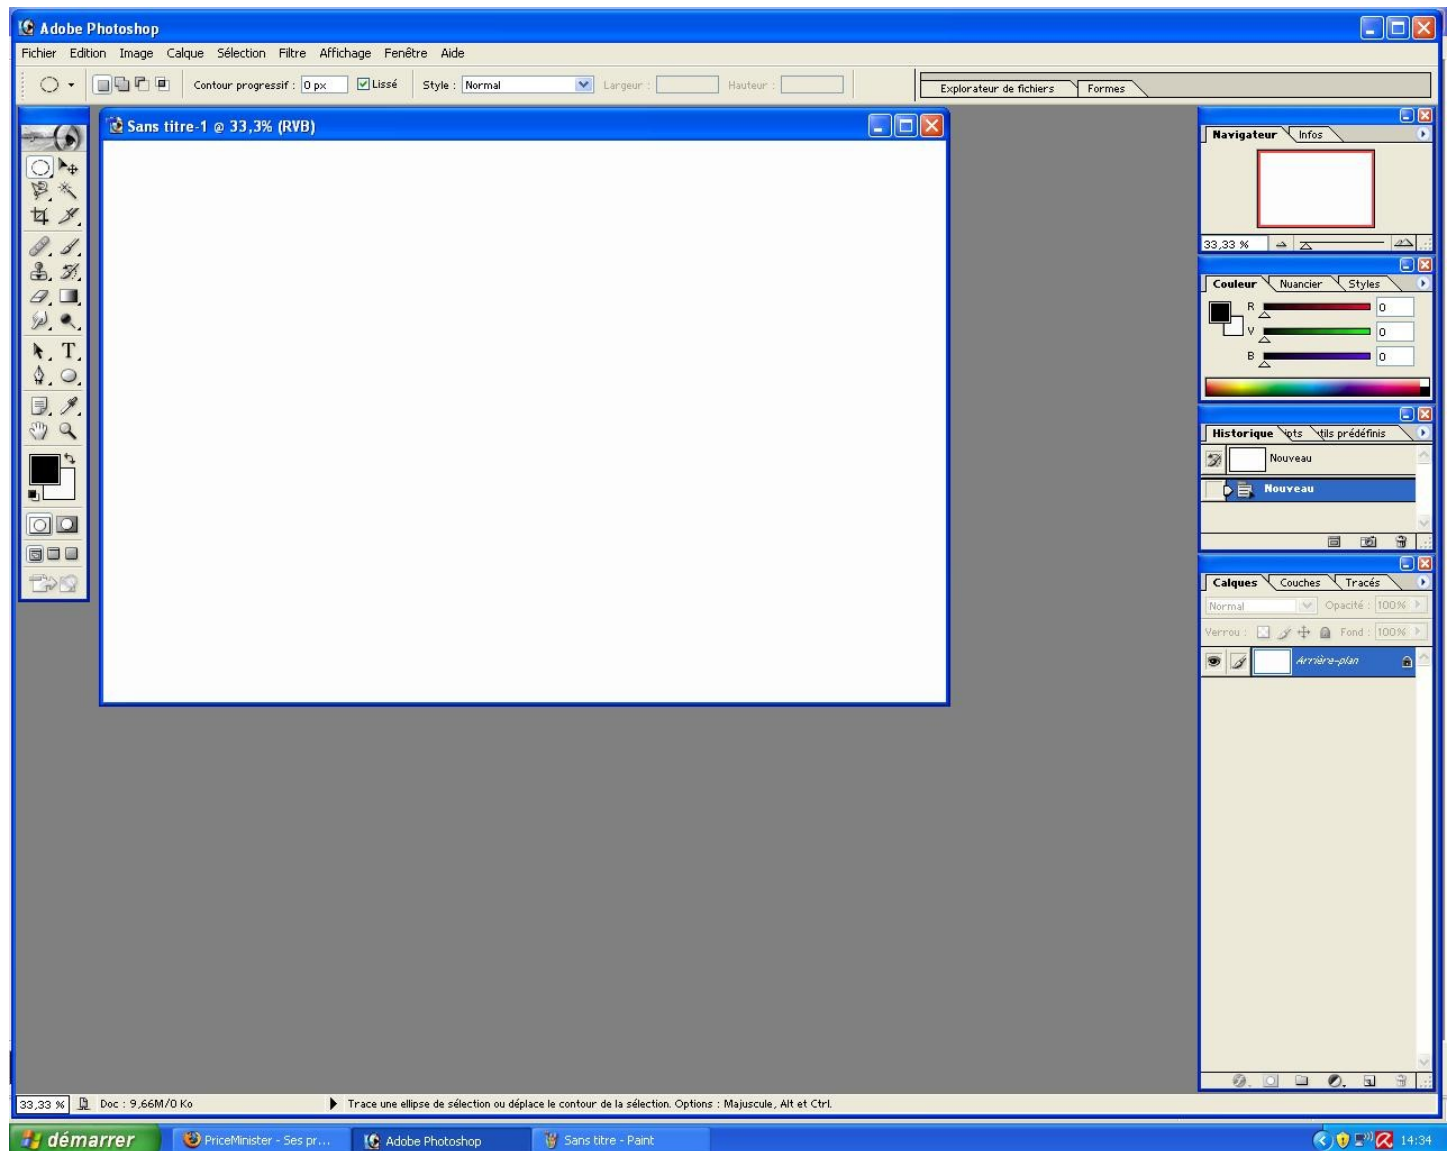 Adobe Photoshop
Fichier Edition Image Calque Sélection Filtre Affichage Fenêtre Aide
Contour progressif : 0 px Lissé Style : Normal Largeur : Hauteur : Explorateur de fichiers Formes
Sans titre-1 @ 33,3% (RVB)
Navigateur Infos
33,33 %
Couleur Nuancier Styles
R 0
V 0
B 0
Historique ipts tils prédéfinis
Nouveau
Nouveau
Calques Couches Tracés
Normal Opacité : 100%
Verrou : Fond : 100%
Arrière-plan
T
33,33 % Doc : 9,66M/0 Ko Trace une ellipse de sélection ou déplace le contour de la sélection. Options : Majuscule, Alt et Ctrl.
démarrer PriceMinister - Ses pr... Adobe Photoshop Sans titre - Paint 14:34